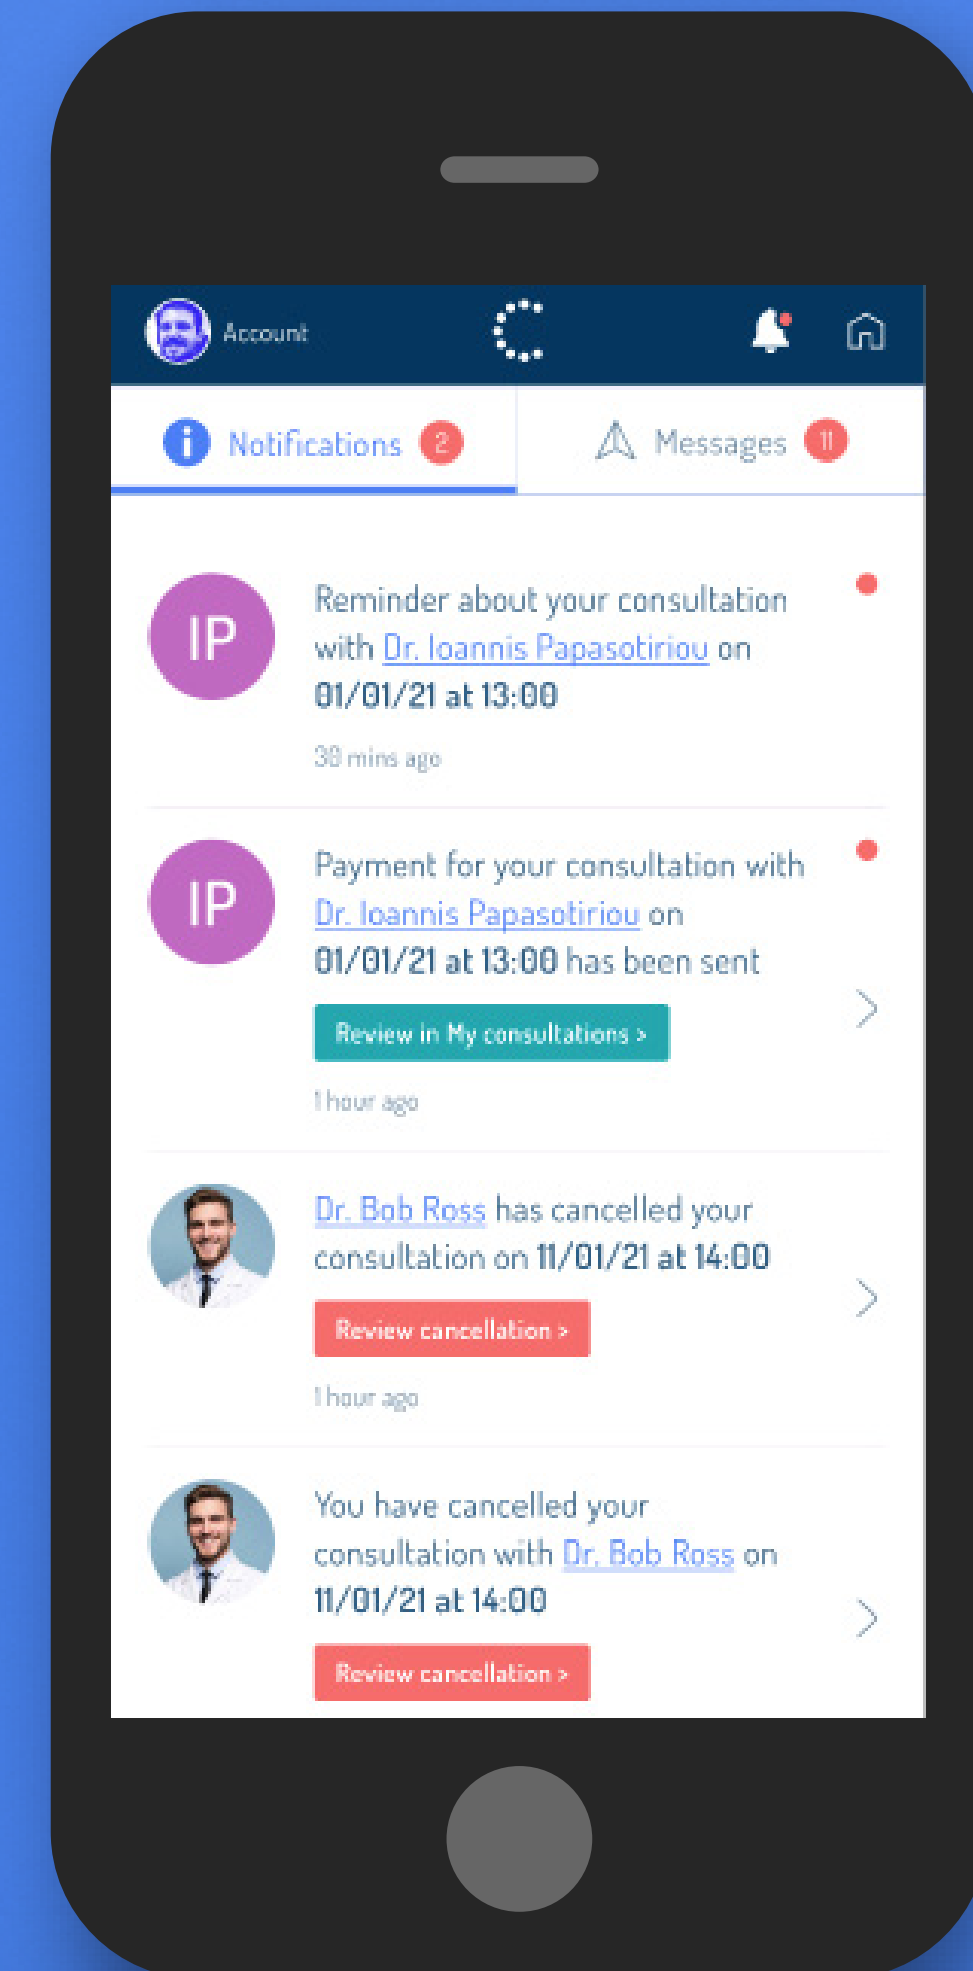 Account
Notifications 2
Messages 11
IP
Reminder about your consultation
with Dr. Ioannis Papasotiriou on
01/01/21 at 13:00
30 mins ago
IP
Payment for your consultation with
Dr. Ioannis Papasotiriou on
01/01/21 at 13:00 has been sent
Review in My consultations >
1 hour ago
Dr. Bob Ross has cancelled your
consultation on 11/01/21 at 14:00
Review cancellation >
1 hour ago
You have cancelled your
consultation with Dr. Bob Ross on
11/01/21 at 14:00
Review cancellation >